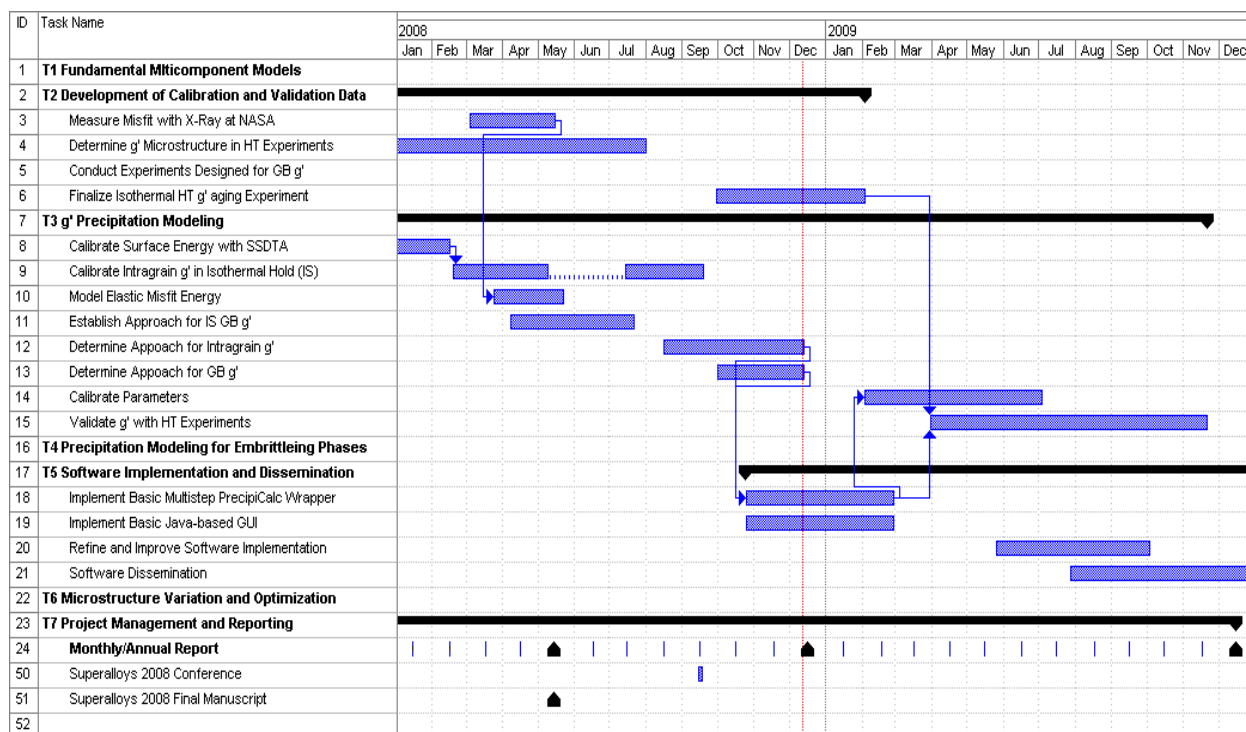 ID Task Name
2008 2009
Jan Feb Mar Apr May Jun Jul Aug Sep Oct Nov Dec Jan Feb Mar Apr May Jun Jul Aug Sep Oct Nov Dec
1 T1 Fundamental Mlticomponent Models
2 T2 Development of Calibration and Validation Data
3 Measure Misfit with X-Ray at NASA
4 Determine g' Microstructure in HT Experiments
5 Conduct Experiments Designed for GB g'
6 Finalize Isothermal HT g' aging Experiment
7 T3 g' Precipitation Modeling
8 Calibrate Surface Energy with SSDTA
9 Calibrate Intragrain g' in Isothermal Hold (IS)
10 Model Elastic Misfit Energy
11 Establish Approach for IS GB g'
12 Determine Appoach for Intragrain g'
13 Determine Appoach for GB g'
14 Calibrate Parameters
15 Validate g' with HT Experiments
16 T4 Precipitation Modeling for Embrittleing Phases
17 T5 Software Implementation and Dissemination
18 Implement Basic Multistep PrecipiCalc Wrapper
19 Implement Basic Java-based GUI
20 Refine and Improve Software Implementation
21 Software Dissemination
22 T6 Microstructure Variation and Optimization
23 T7 Project Management and Reporting
24 Monthly/Annual Report
50 Superalloys 2008 Conference
51 Superalloys 2008 Final Manuscript
52